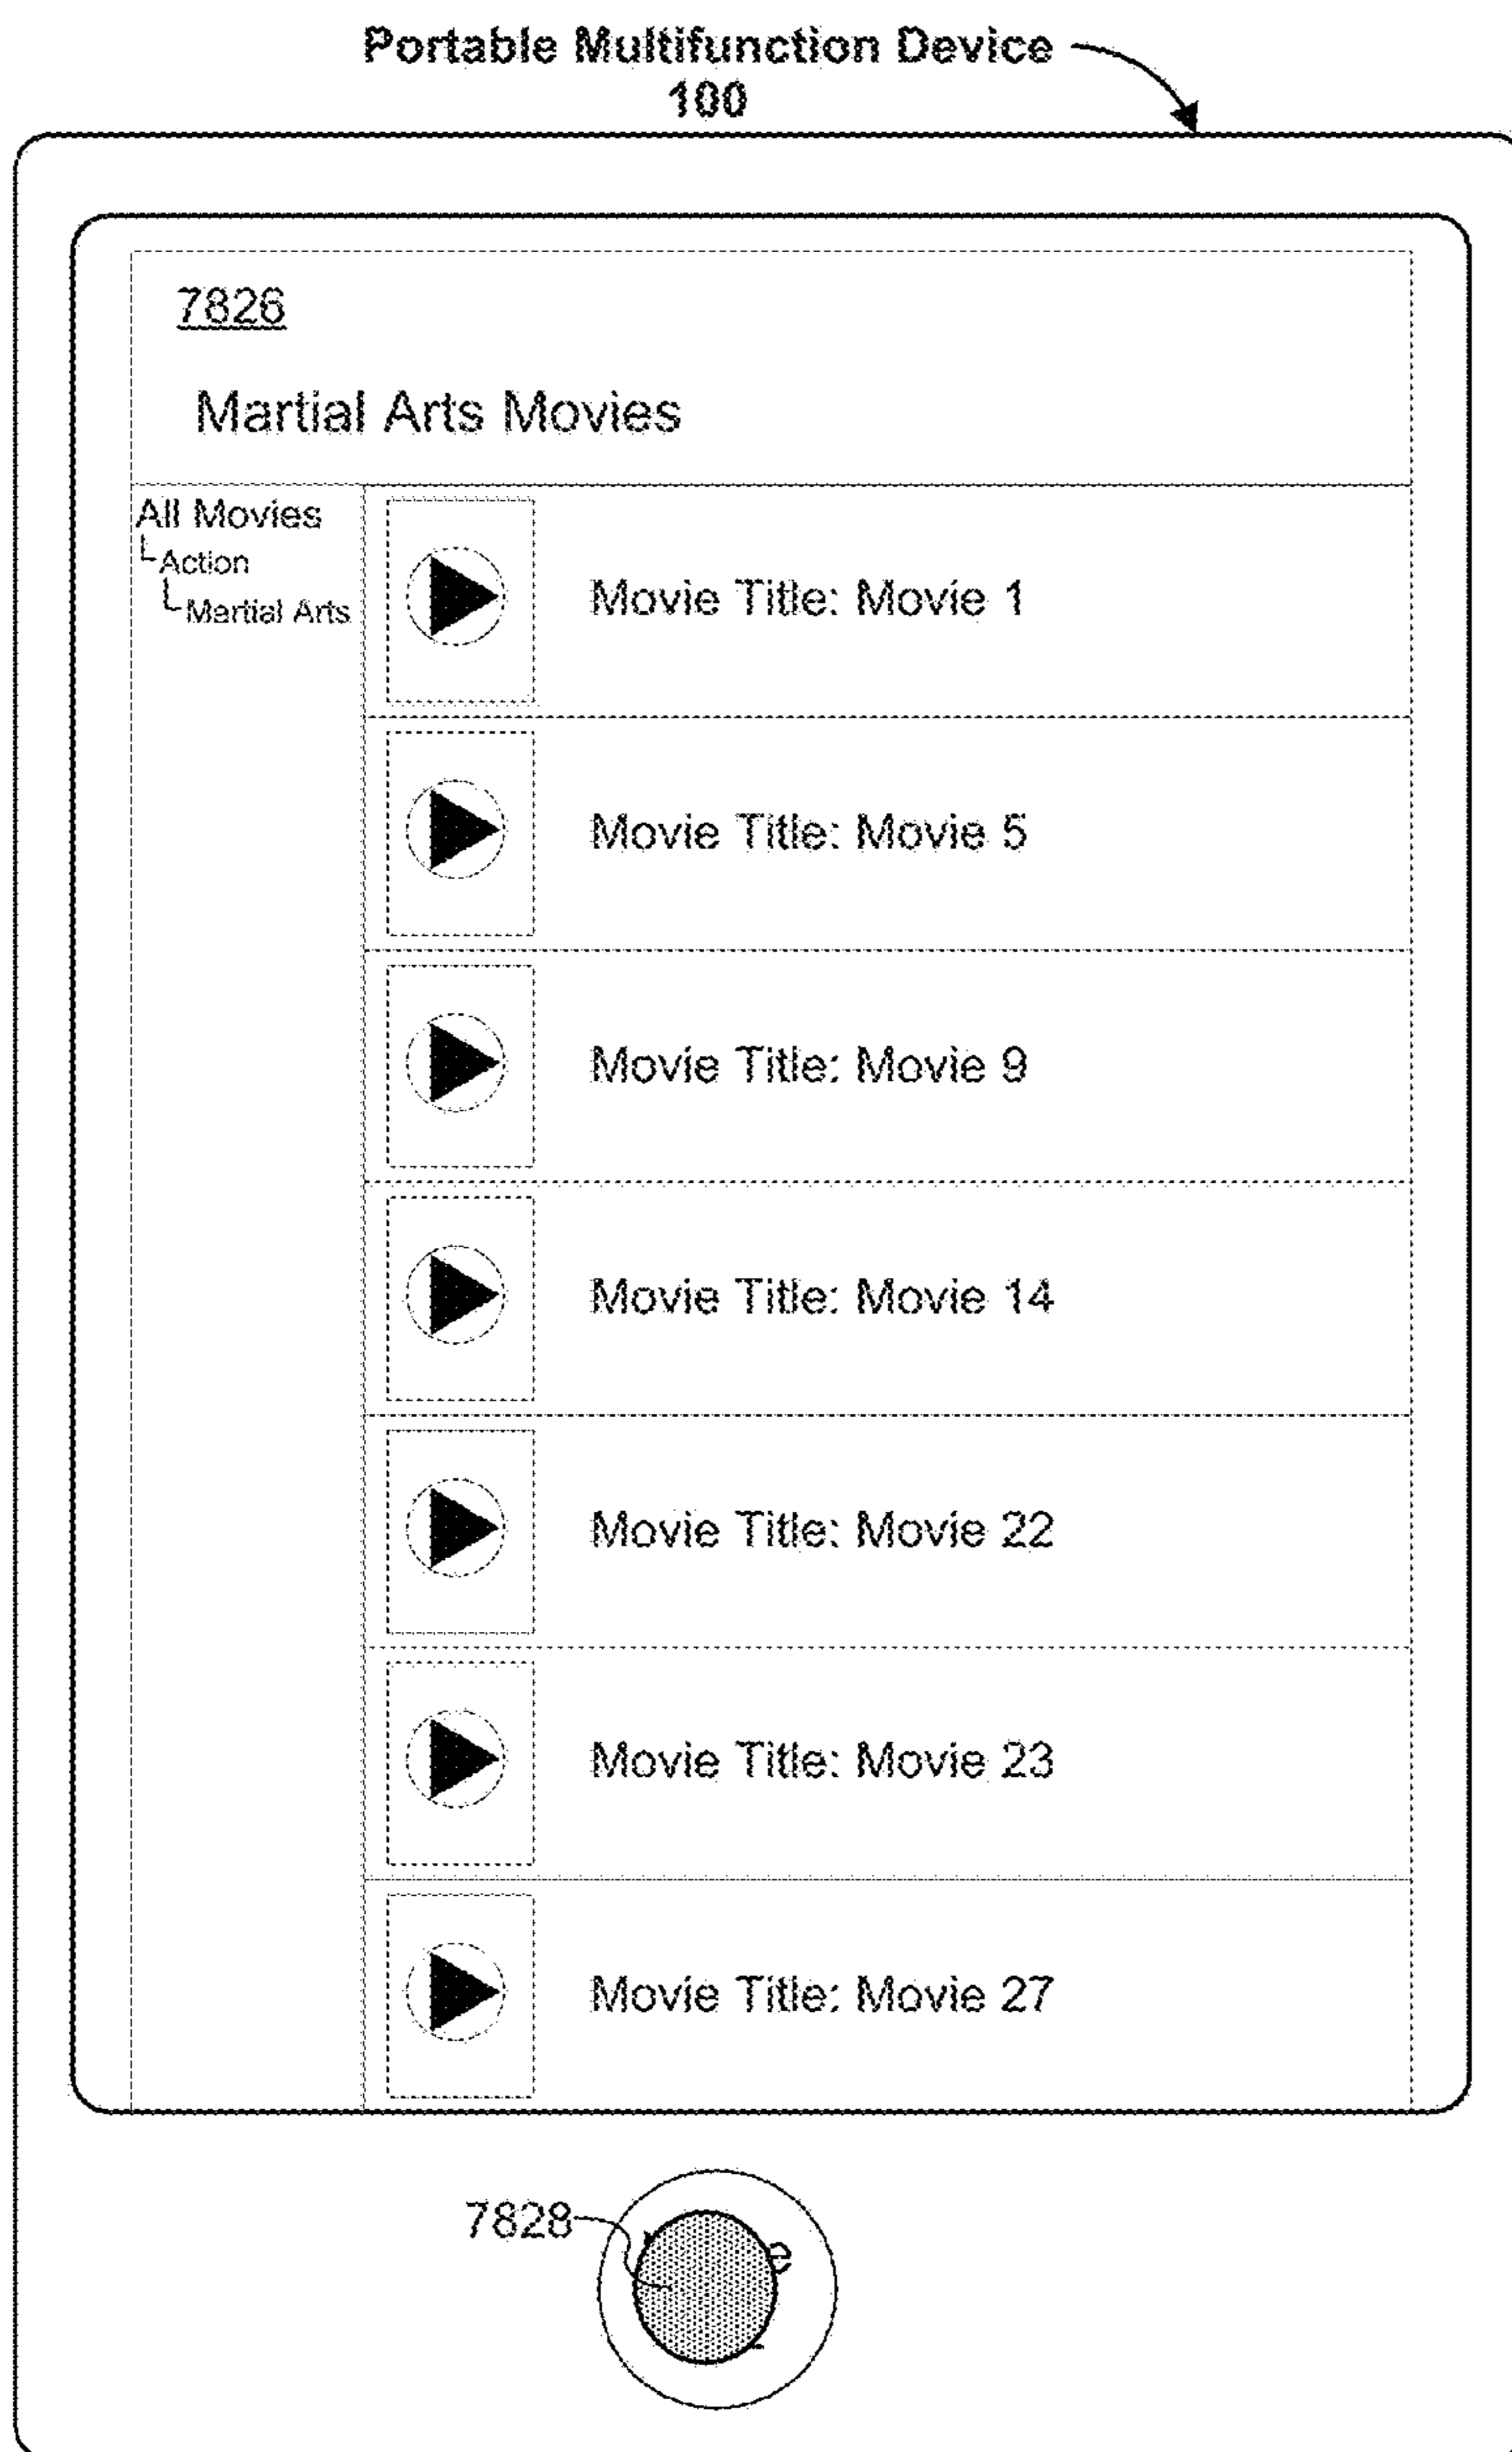 Portable Multifunction Device
100
7826
Martial Arts Movies
All Movies
Action
Martial Arts
Movie Title: Movie 1
Movie Title: Movie 5
Movie Title: Movie 9
Movie Title: Movie 14
Movie Title: Movie 22
Movie Title: Movie 23
Movie Title: Movie 27
7828